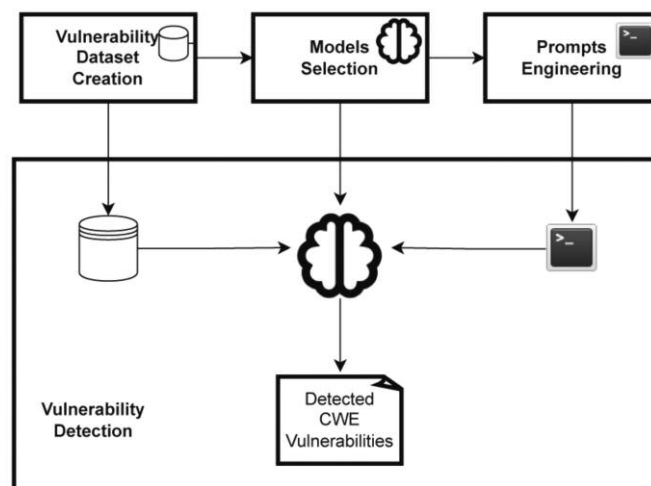 Vulnerability
Dataset
Creation
Models
Selection
Prompts
Engineering
>_
>_
Vulnerability
Detection
Detected
CWE
Vulnerabilities